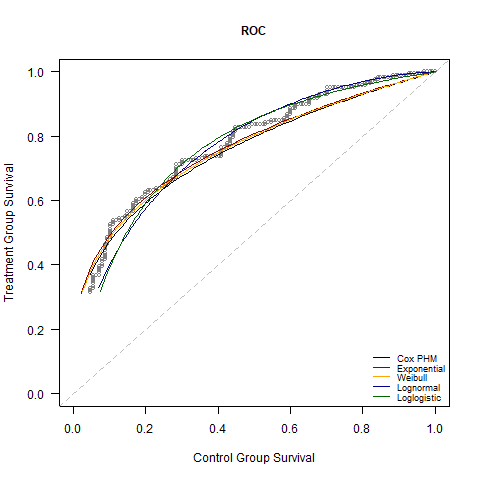 ROC
Treatment Group Survival
1.0
0.8
0.6
0.4
0.2
0.0
0.0 0.2 0.4 0.6 0.8 1.0
Control Group Survival
Cox PHM
Exponential
Weibull
Lognormal
Loglogistic